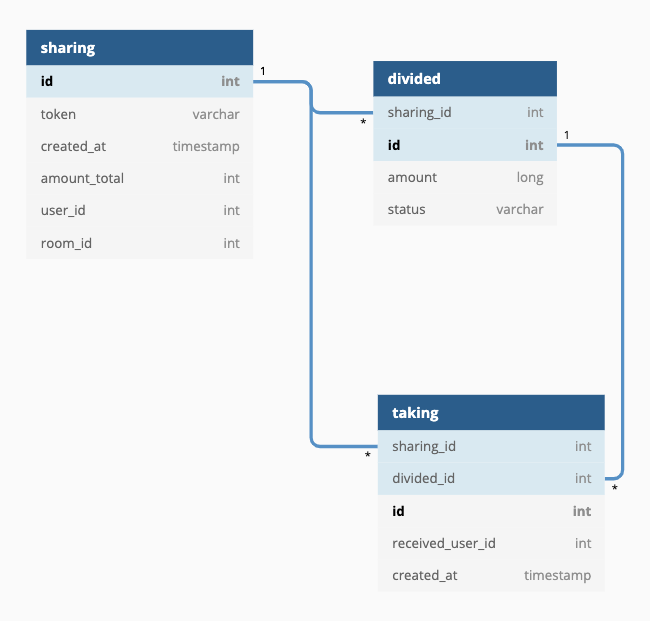 sharing
id int
token varchar
created_at timestamp
amount_total int
user_id int
room_id int
1
*
divided
sharing_id int
id int
amount long
status varchar
1
*
taking
sharing_id int
divided_id int
id int
received_user_id int
created_at timestamp
*